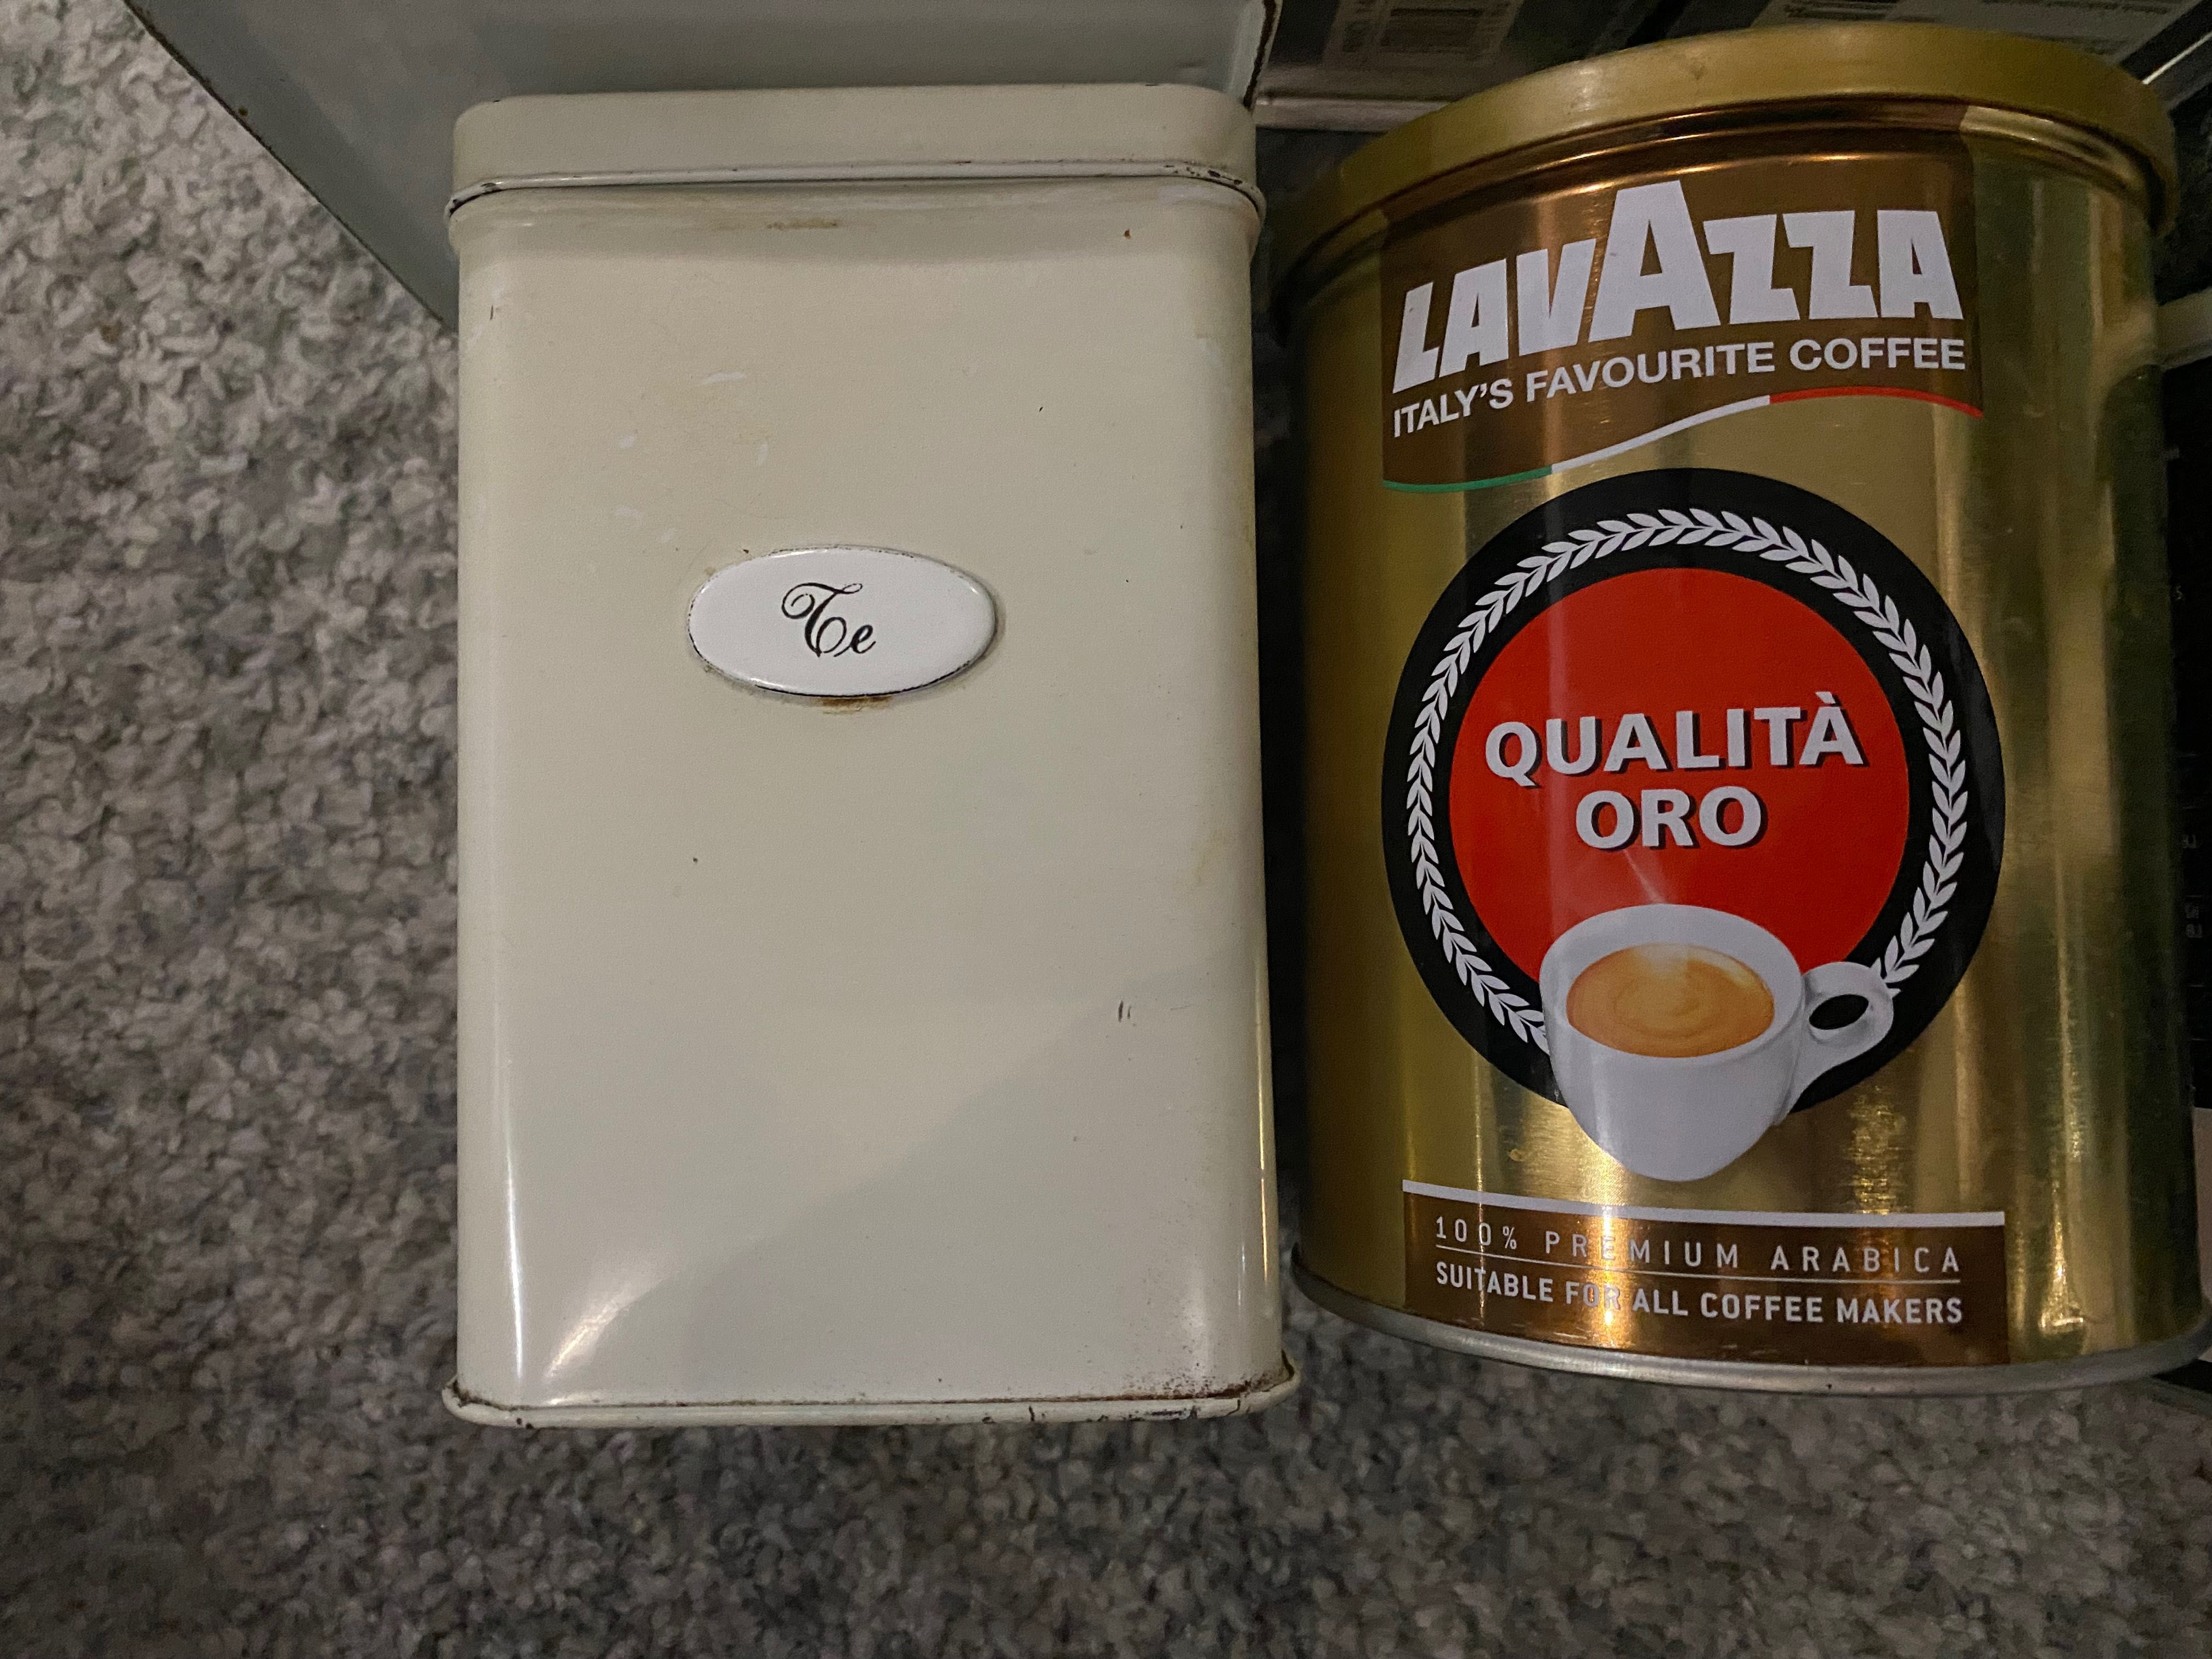 Te
LAVAZZA
ITALY'S FAVOURITE COFFEE
QUALITÀ
ORO
100% PREMIUM ARABICA
SUITABLE FOR ALL COFFEE MAKERS